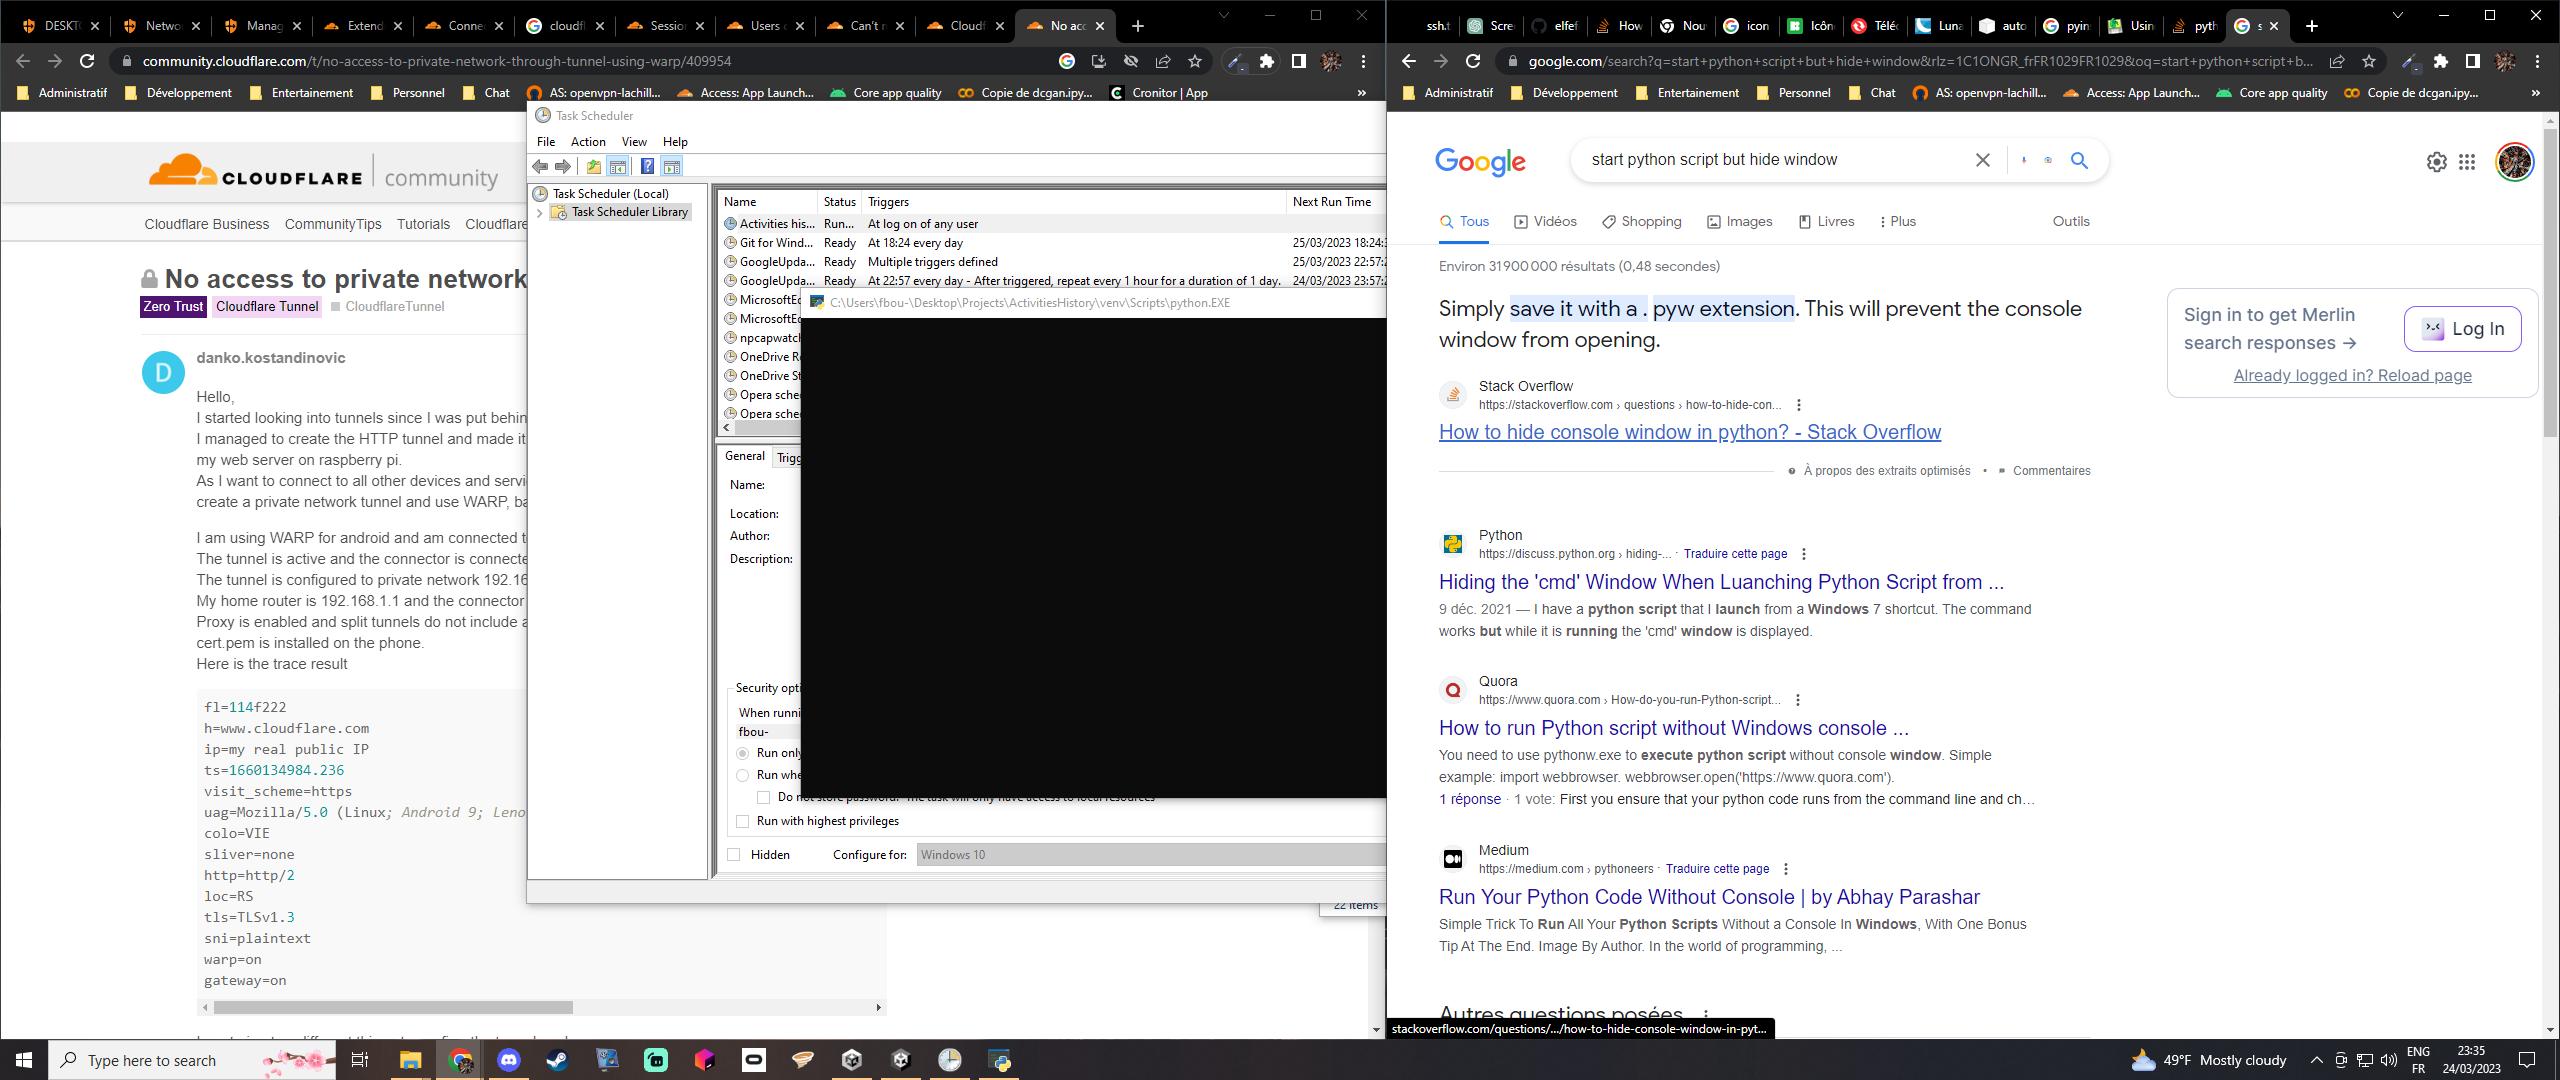 DESKT
Netwo
Manag
Extend
Conne
cloudfl
Session
Users
Can't r
Cloudf
No acc
community.cloudflare.com/t/no-access-to-private-network-through-tunnel-using-warp/409954
Administratif
Développement
Entertainement
Personnel
Chat
AS: openvpn-lachill...
Access: App Launch...
Core app quality
Copie de dcgan.ipy...
Cronitor | App
»
CLOUDFLARE | community
Cloudflare Business
CommunityTips
Tutorials
Cloudflare
No access to private network
Zero Trust
Cloudflare Tunnel
CloudflareTunnel
D
danko.kostandinovic
Hello,
I started looking into tunnels since I was put behin
I managed to create the HTTP tunnel and made it
my web server on raspberry pi.
As I want to connect to all other devices and servi
create a private network tunnel and use WARP, ba
I am using WARP for android and am connected t
The tunnel is active and the connector is connecte
The tunnel is configured to private network 192.16
My home router is 192.168.1.1 and the connector
Proxy is enabled and split tunnels do not include a
cert.pem is installed on the phone.
Here is the trace result
fl=114f222
h=www.cloudflare.com
ip=my real public IP
ts=1660134984.236
visit_scheme=https
uag=Mozilla/5.0 (Linux; Android 9; Leno
colo=VIE
sliver=none
http=http/2
loc=RS
tls=TLSv1.3
sni=plaintext
warp=on
gateway=on
Task Scheduler
File
Action
View
Help
Task Scheduler (Local)
Task Scheduler Library
Name
Status
Triggers
Next Run Time
Activities his...
Run...
At log on of any user
Git for Wind...
Ready
At 18:24 every day
25/03/2023 18:24:
GoogleUpda...
Ready
Multiple triggers defined
25/03/2023 22:57:
GoogleUpda...
Ready
At 22:57 every day - After triggered, repeat every 1 hour for a duration of 1 day.
24/03/2023 23:57:
MicrosoftEd
MicrosoftEd
npcapwatch
OneDrive Re
OneDrive St
Opera sche
Opera sche
C:\Users\fbou-\Desktop\Projects\ActivitiesHistory\venv\Scripts\python.EXE
General
Trigg
Name:
Location:
Author:
Description:
Security opti
When runni
fbou-
Run only
Run whe
Do not store password. The task will only have access to local resources
Run with highest privileges
Hidden
Configure for:
Windows 10
22 items
ssh.t
Scre
elfef
How
Nou
icon
Icôn
Télé
Luna
auto
pyin
Usin
pyth
s
google.com/search?q=start+python+script+but+hide+window&rlz=1C1ONGR_frFR1029FR1029&oq=start+python+script+b...
Administratif
Développement
Entertainement
Personnel
Chat
AS: openvpn-lachill...
Access: App Launch...
Core app quality
Copie de dcgan.ipy...
»
Google
start python script but hide window
Tous
Vidéos
Shopping
Images
Livres
Plus
Outils
Environ 31 900 000 résultats (0,48 secondes)
Simply save it with a . pyw extension. This will prevent the console
window from opening.
Stack Overflow
https://stackoverflow.com › questions › how-to-hide-con...
How to hide console window in python? - Stack Overflow
À propos des extraits optimisés
•
Commentaires
Sign in to get Merlin
search responses →
Log In
Already logged in? Reload page
Python
https://discuss.python.org › hiding-... · Traduire cette page
Hiding the 'cmd' Window When Luanching Python Script from ...
9 déc. 2021 — I have a python script that I launch from a Windows 7 shortcut. The command
works but while it is running the 'cmd' window is displayed.
Quora
https://www.quora.com › How-do-you-run-Python-script...
How to run Python script without Windows console ...
You need to use pythonw.exe to execute python script without console window. Simple
example: import webbrowser. webbrowser.open('https://www.quora.com').
1 réponse · 1 vote: First you ensure that your python code runs from the command line and ch...
Medium
https://medium.com › pythoneers · Traduire cette page
Run Your Python Code Without Console | by Abhay Parashar
Simple Trick To Run All Your Python Scripts Without a Console In Windows, With One Bonus
Tip At The End. Image By Author. In the world of programming, ...
Autres questions posées
stackoverflow.com/questions/.../how-to-hide-console-window-in-pyt...
Type here to search
49°F Mostly cloudy
ENG
FR
23:35
24/03/2023